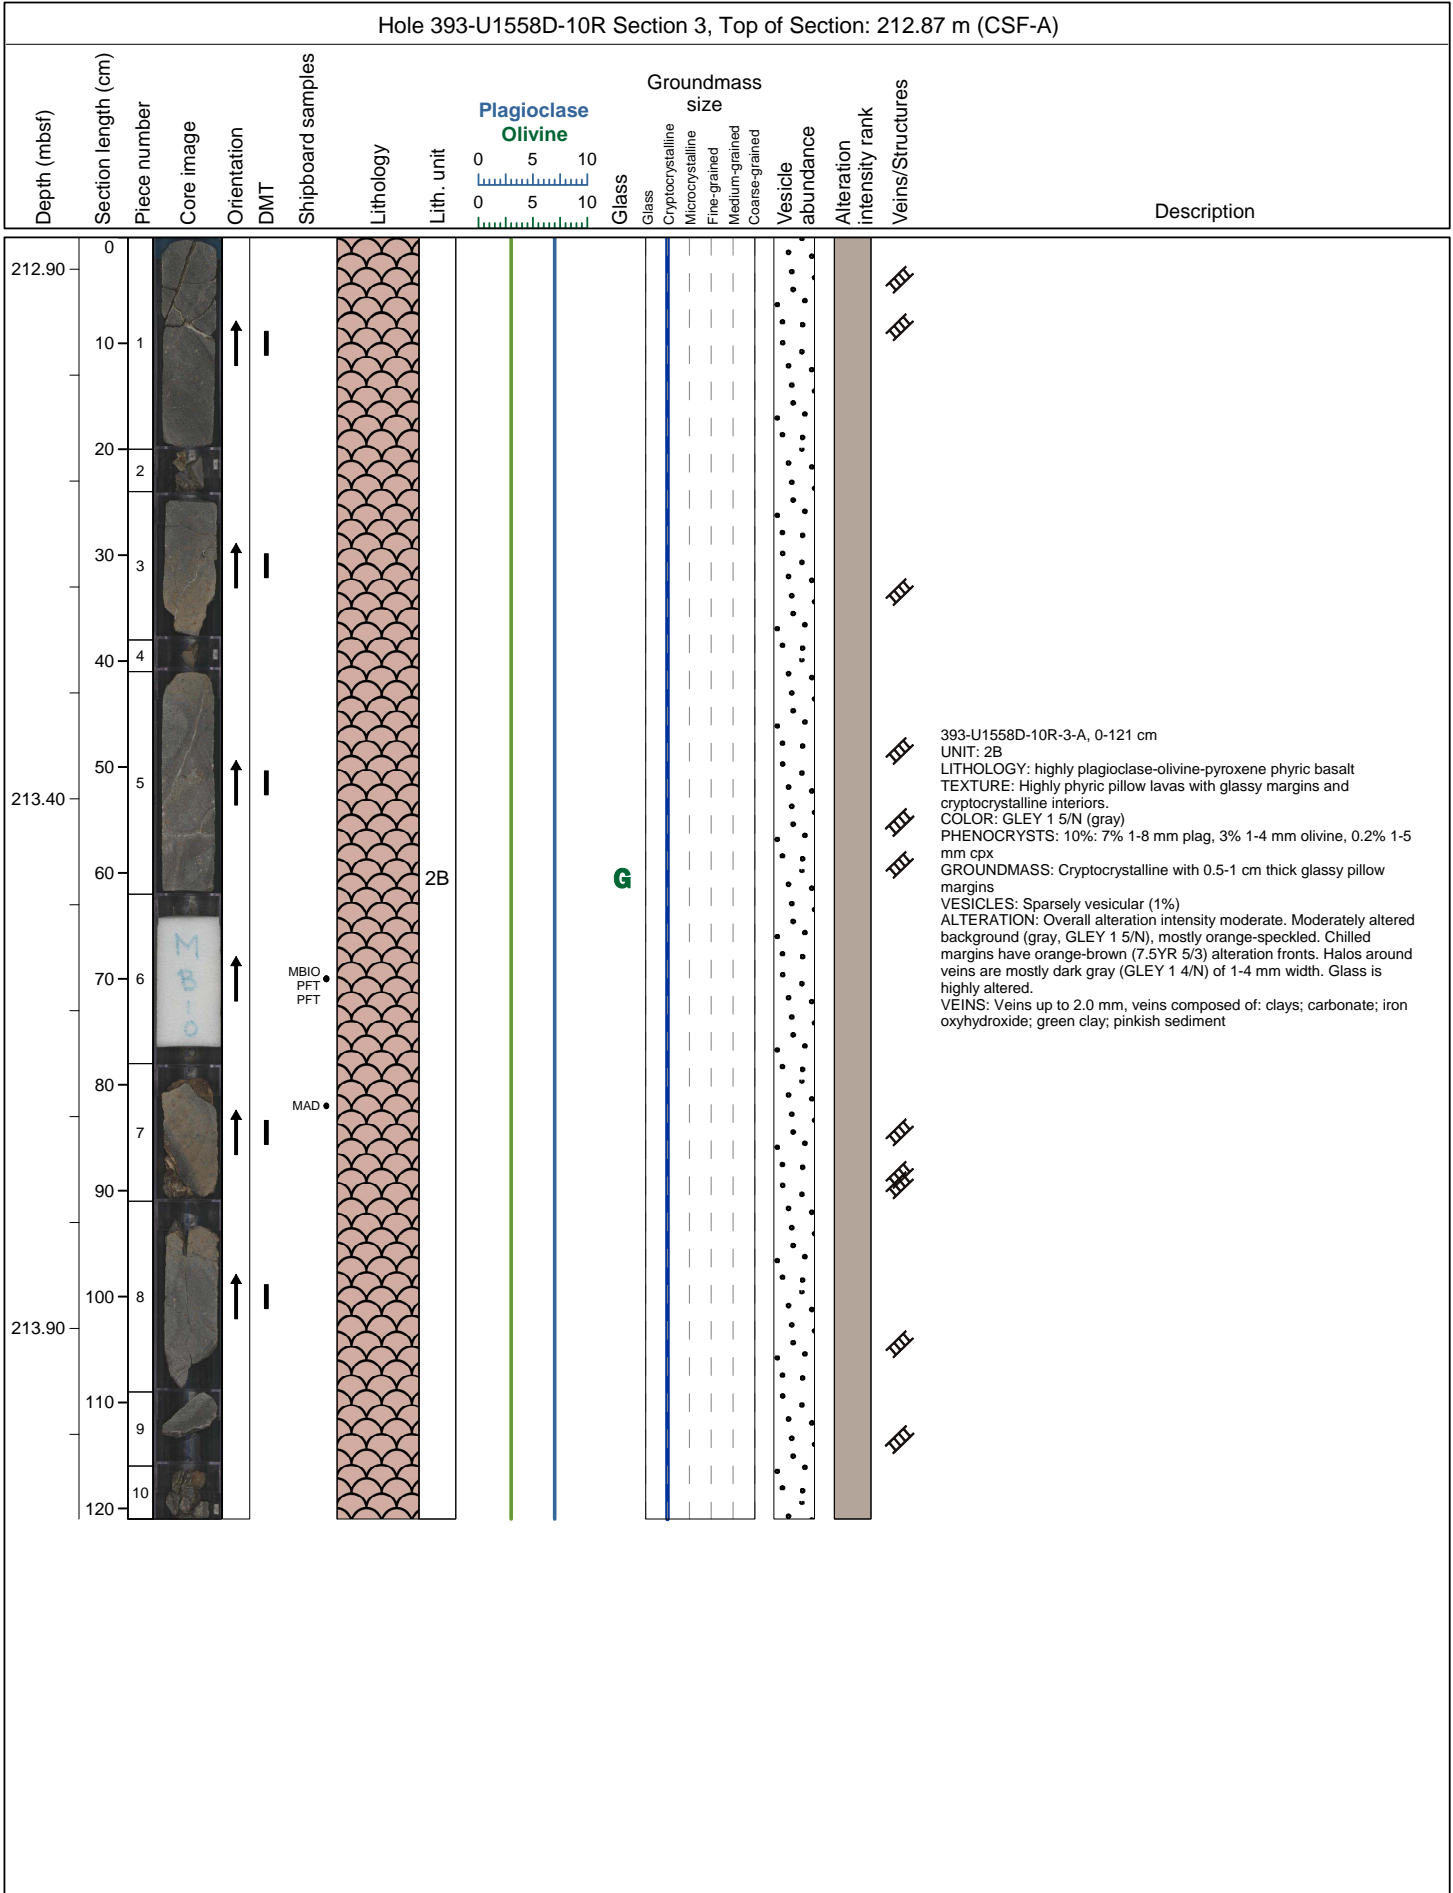 Hole 393-U1558D-10R Section 3, Top of Section: 212.87 m (CSF-A)
Depth (mbsf)
Section length (cm)
Piece number
Core image
Orientation
DMT
Shipboard samples
Lithology
Lith. unit
Plagioclase
Olivine
0 5 10
0 5 10
Glass
Groundmass
size
Glass
Cryptocrystalline
Microcrystalline
Fine-grained
Medium-grained
Coarse-grained
Vesicle
abundance
Alteration
intensity rank
Veins/Structures
Description
0
212.90
10
1
20
2
30
3
40
4
50
5
213.40
60
2B
G
M
B
I
O
70
6
MBIO
PFT
PFT
80
MAD
7
90
100
8
213.90
110
9
10
120
393-U1558D-10R-3-A, 0-121 cm
UNIT: 2B
LITHOLOGY: highly plagioclase-olivine-pyroxene phyric basalt
TEXTURE: Highly phyric pillow lavas with glassy margins and
cryptocrystalline interiors.
COLOR: GLEY 1 5/N (gray)
PHENOCRYSTS: 10%: 7% 1-8 mm plag, 3% 1-4 mm olivine, 0.2% 1-5
mm cpx
GROUNDMASS: Cryptocrystalline with 0.5-1 cm thick glassy pillow
margins
VESICLES: Sparsely vesicular (1%)
ALTERATION: Overall alteration intensity moderate. Moderately altered
background (gray, GLEY 1 5/N), mostly orange-speckled. Chilled
margins have orange-brown (7.5YR 5/3) alteration fronts. Halos around
veins are mostly dark gray (GLEY 1 4/N) of 1-4 mm width. Glass is
highly altered.
VEINS: Veins up to 2.0 mm, veins composed of: clays; carbonate; iron
oxyhydroxide; green clay; pinkish sediment